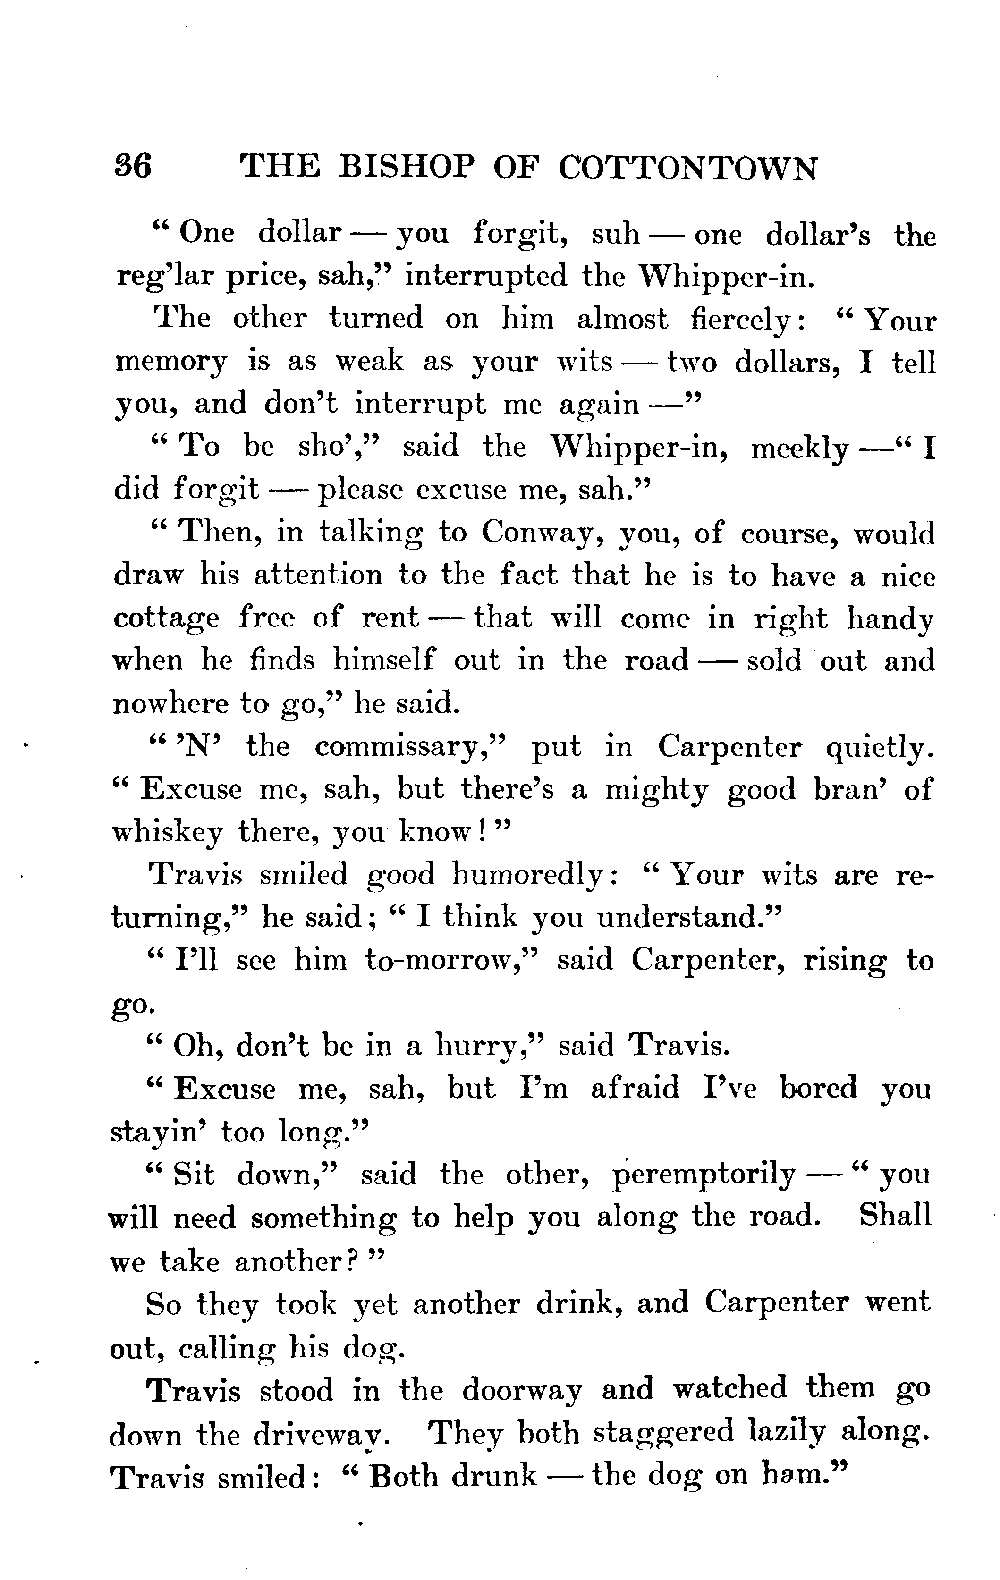 36 THE BISHOP OF COTTONTOWN
“ One dollar — you forgit, suh — one dollar’s the
reg’lar price, sah,” interrupted the Whipper-in.
The other turned on him almost fiercely: “ Your
memory is as weak as your wits — two dollars, I tell
you, and don’t interrupt me again —”
“ To be sho’,” said the Whipper-in, meekly —“ I
did forgit — please excuse me, sah.”
“ Then, in talking to Conway, you, of course, would
draw his attention to the fact that he is to have a nice
cottage free of rent — that will come in right handy
when he finds himself out in the road — sold out and
nowhere to go,” he said.
“ ’N’ the commissary,” put in Carpenter quietly.
“ Excuse me, sah, but there’s a mighty good bran’ of
whiskey there, you know! ”
Travis smiled good humoredly: “ Your wits are re-
turning,” he said; “ I think you understand.”
“ I’ll see him to-morrow,” said Carpenter, rising to
go.
“ Oh, don’t be in a hurry,” said Travis.
“ Excuse me, sah, but I’m afraid I’ve bored you
stayin’ too long.”
“ Sit down,” said the other, peremptorily — “ you
will need something to help you along the road. Shall
we take another? ”
So they took yet another drink, and Carpenter went
out, calling his dog.
Travis stood in the doorway and watched them go
down the driveway. They both staggered lazily along.
Travis smiled: “ Both drunk — the dog on ham.”